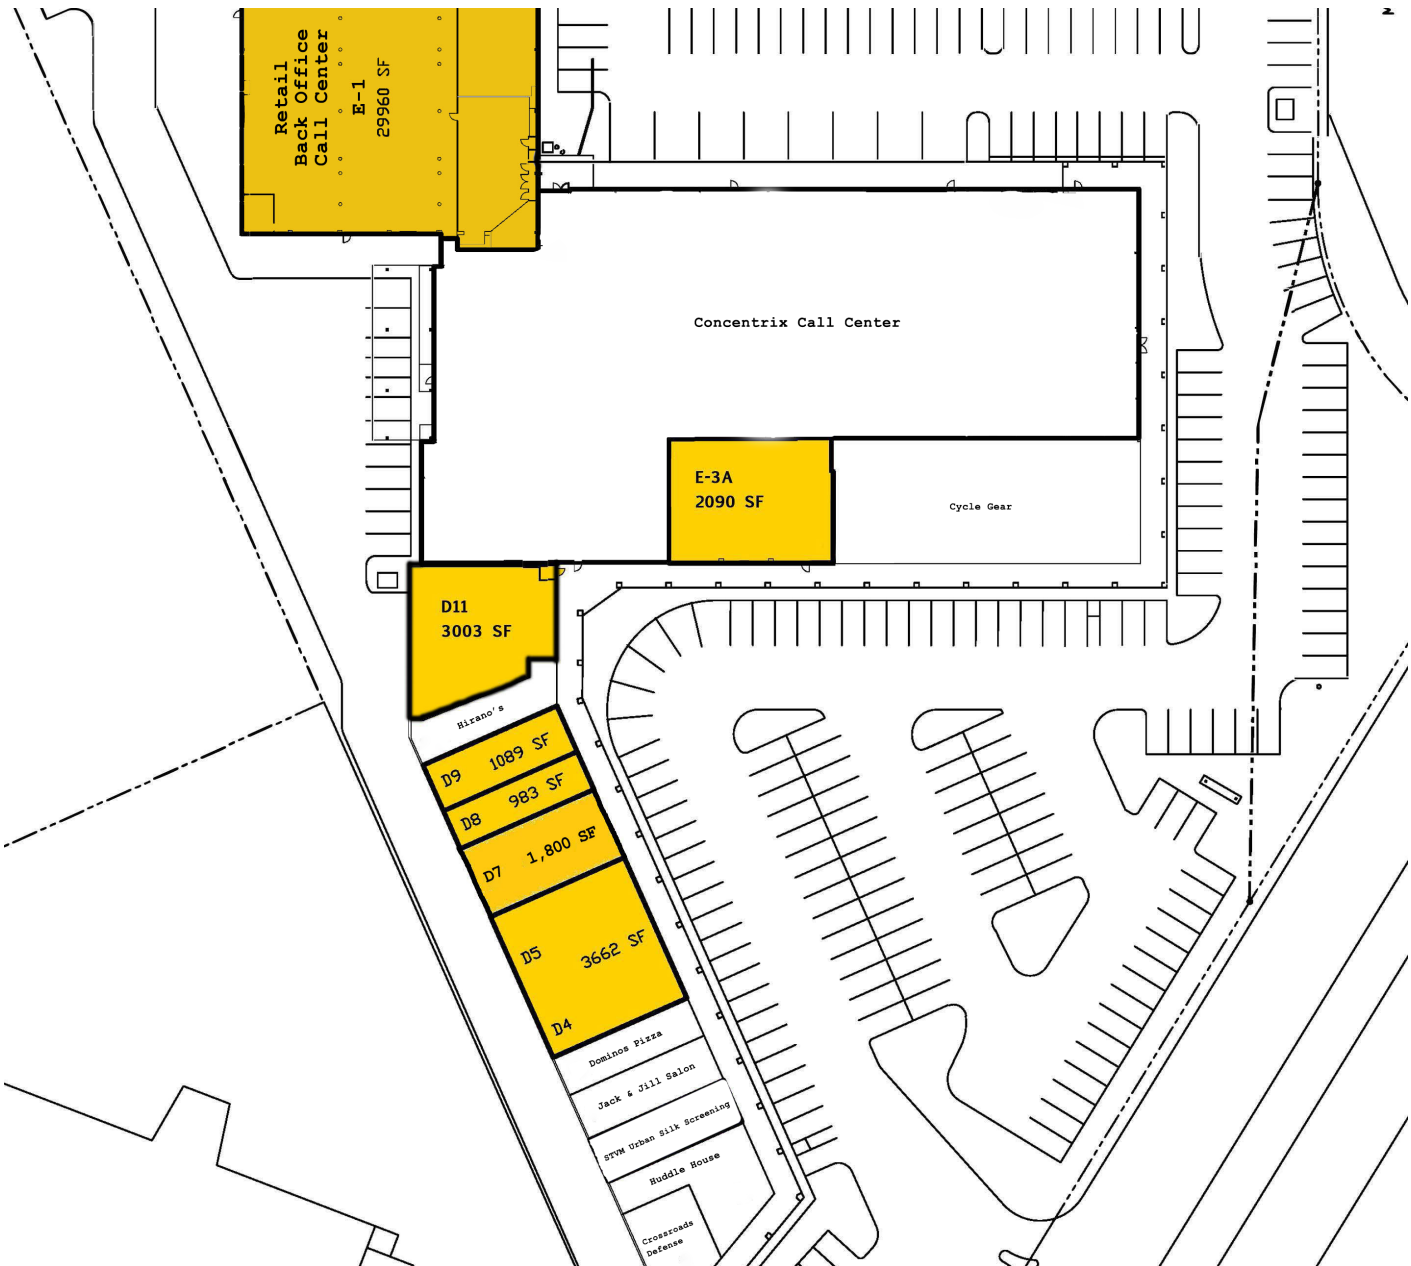 Retail
Back Office
Call Center
E-1
29960 SF
Concentrix Call Center
E-3A
2090 SF
Cycle Gear
D11
3003 SF
Hirano's
D9 1089 SF
D8 983 SF
D7 1,800 SF
D5 3662 SF
D4
Dominos Pizza
Jack & Jill Salon
STVM Urban Silk Screening
Huddle House
Crossroads
Defense